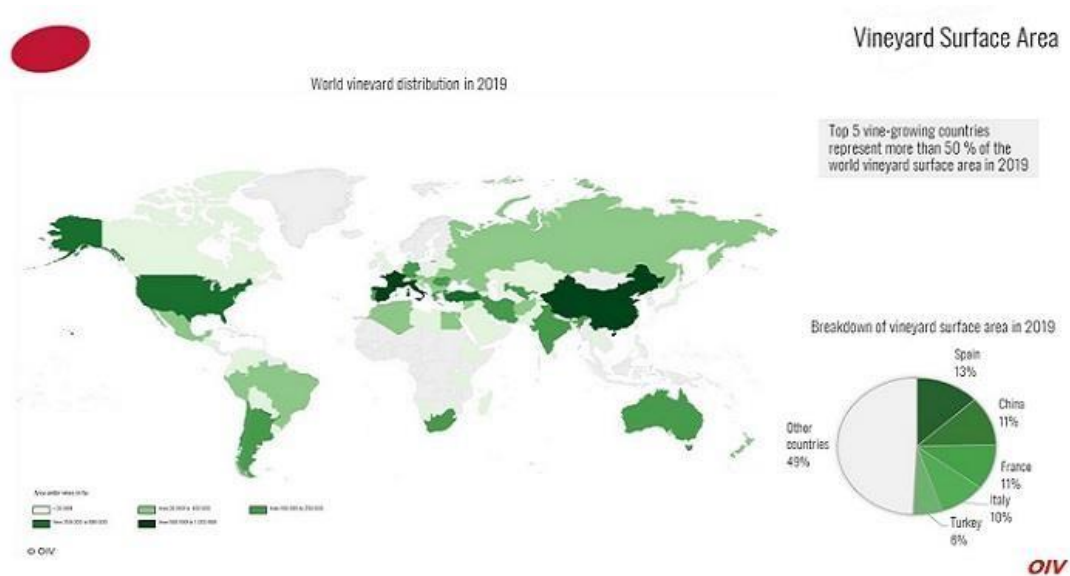 Vineyard Surface Area
World vineyard distribution in 2019
Top 5 vine-growing countries
represent more than 50 % of the
world vineyard surface area in 2019
Breakdown of vineyard surface area in 2019
Spain
13%
China
11%
France
11%
Italy
10%
Turkey
6%
Other
countries
49%
© OIV
OIV